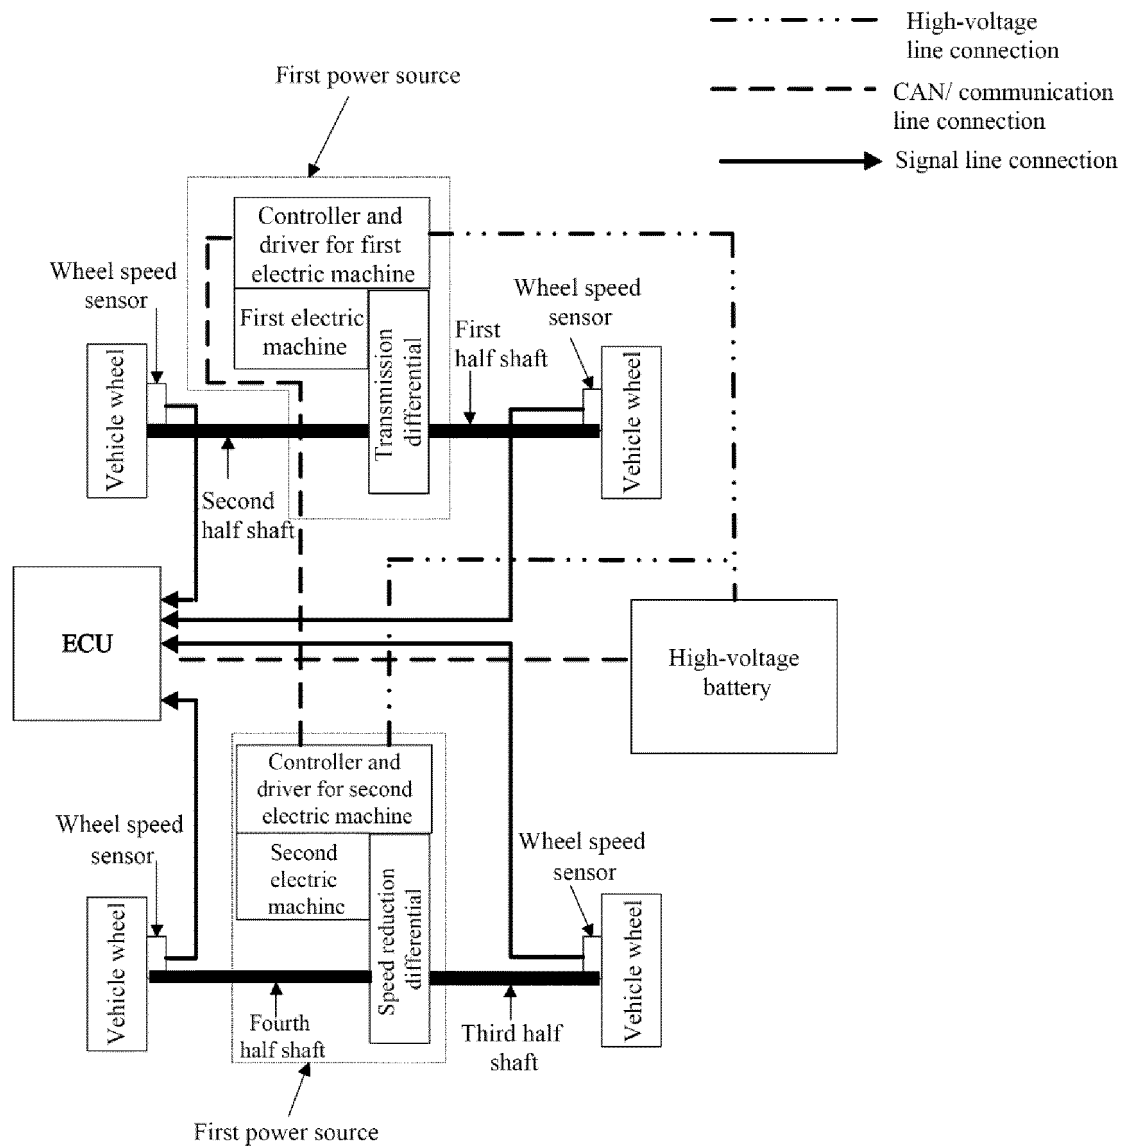 High-voltage
line connection
CAN/ communication
line connection
Signal line connection
First power source
Controller and
driver for first
electric machine
First electric
machine
Transmission
differential
Wheel speed
sensor
Vehicle wheel
Second
half shaft
First
half shaft
Wheel speed
sensor
Vehicle wheel
ECU
High-voltage
battery
Controller and
driver for second
electric machine
Second
electric
machine
Speed reduction
differential
Wheel speed
sensor
Vehicle wheel
Fourth
half shaft
Third half
shaft
Wheel speed
sensor
Vehicle wheel
First power source